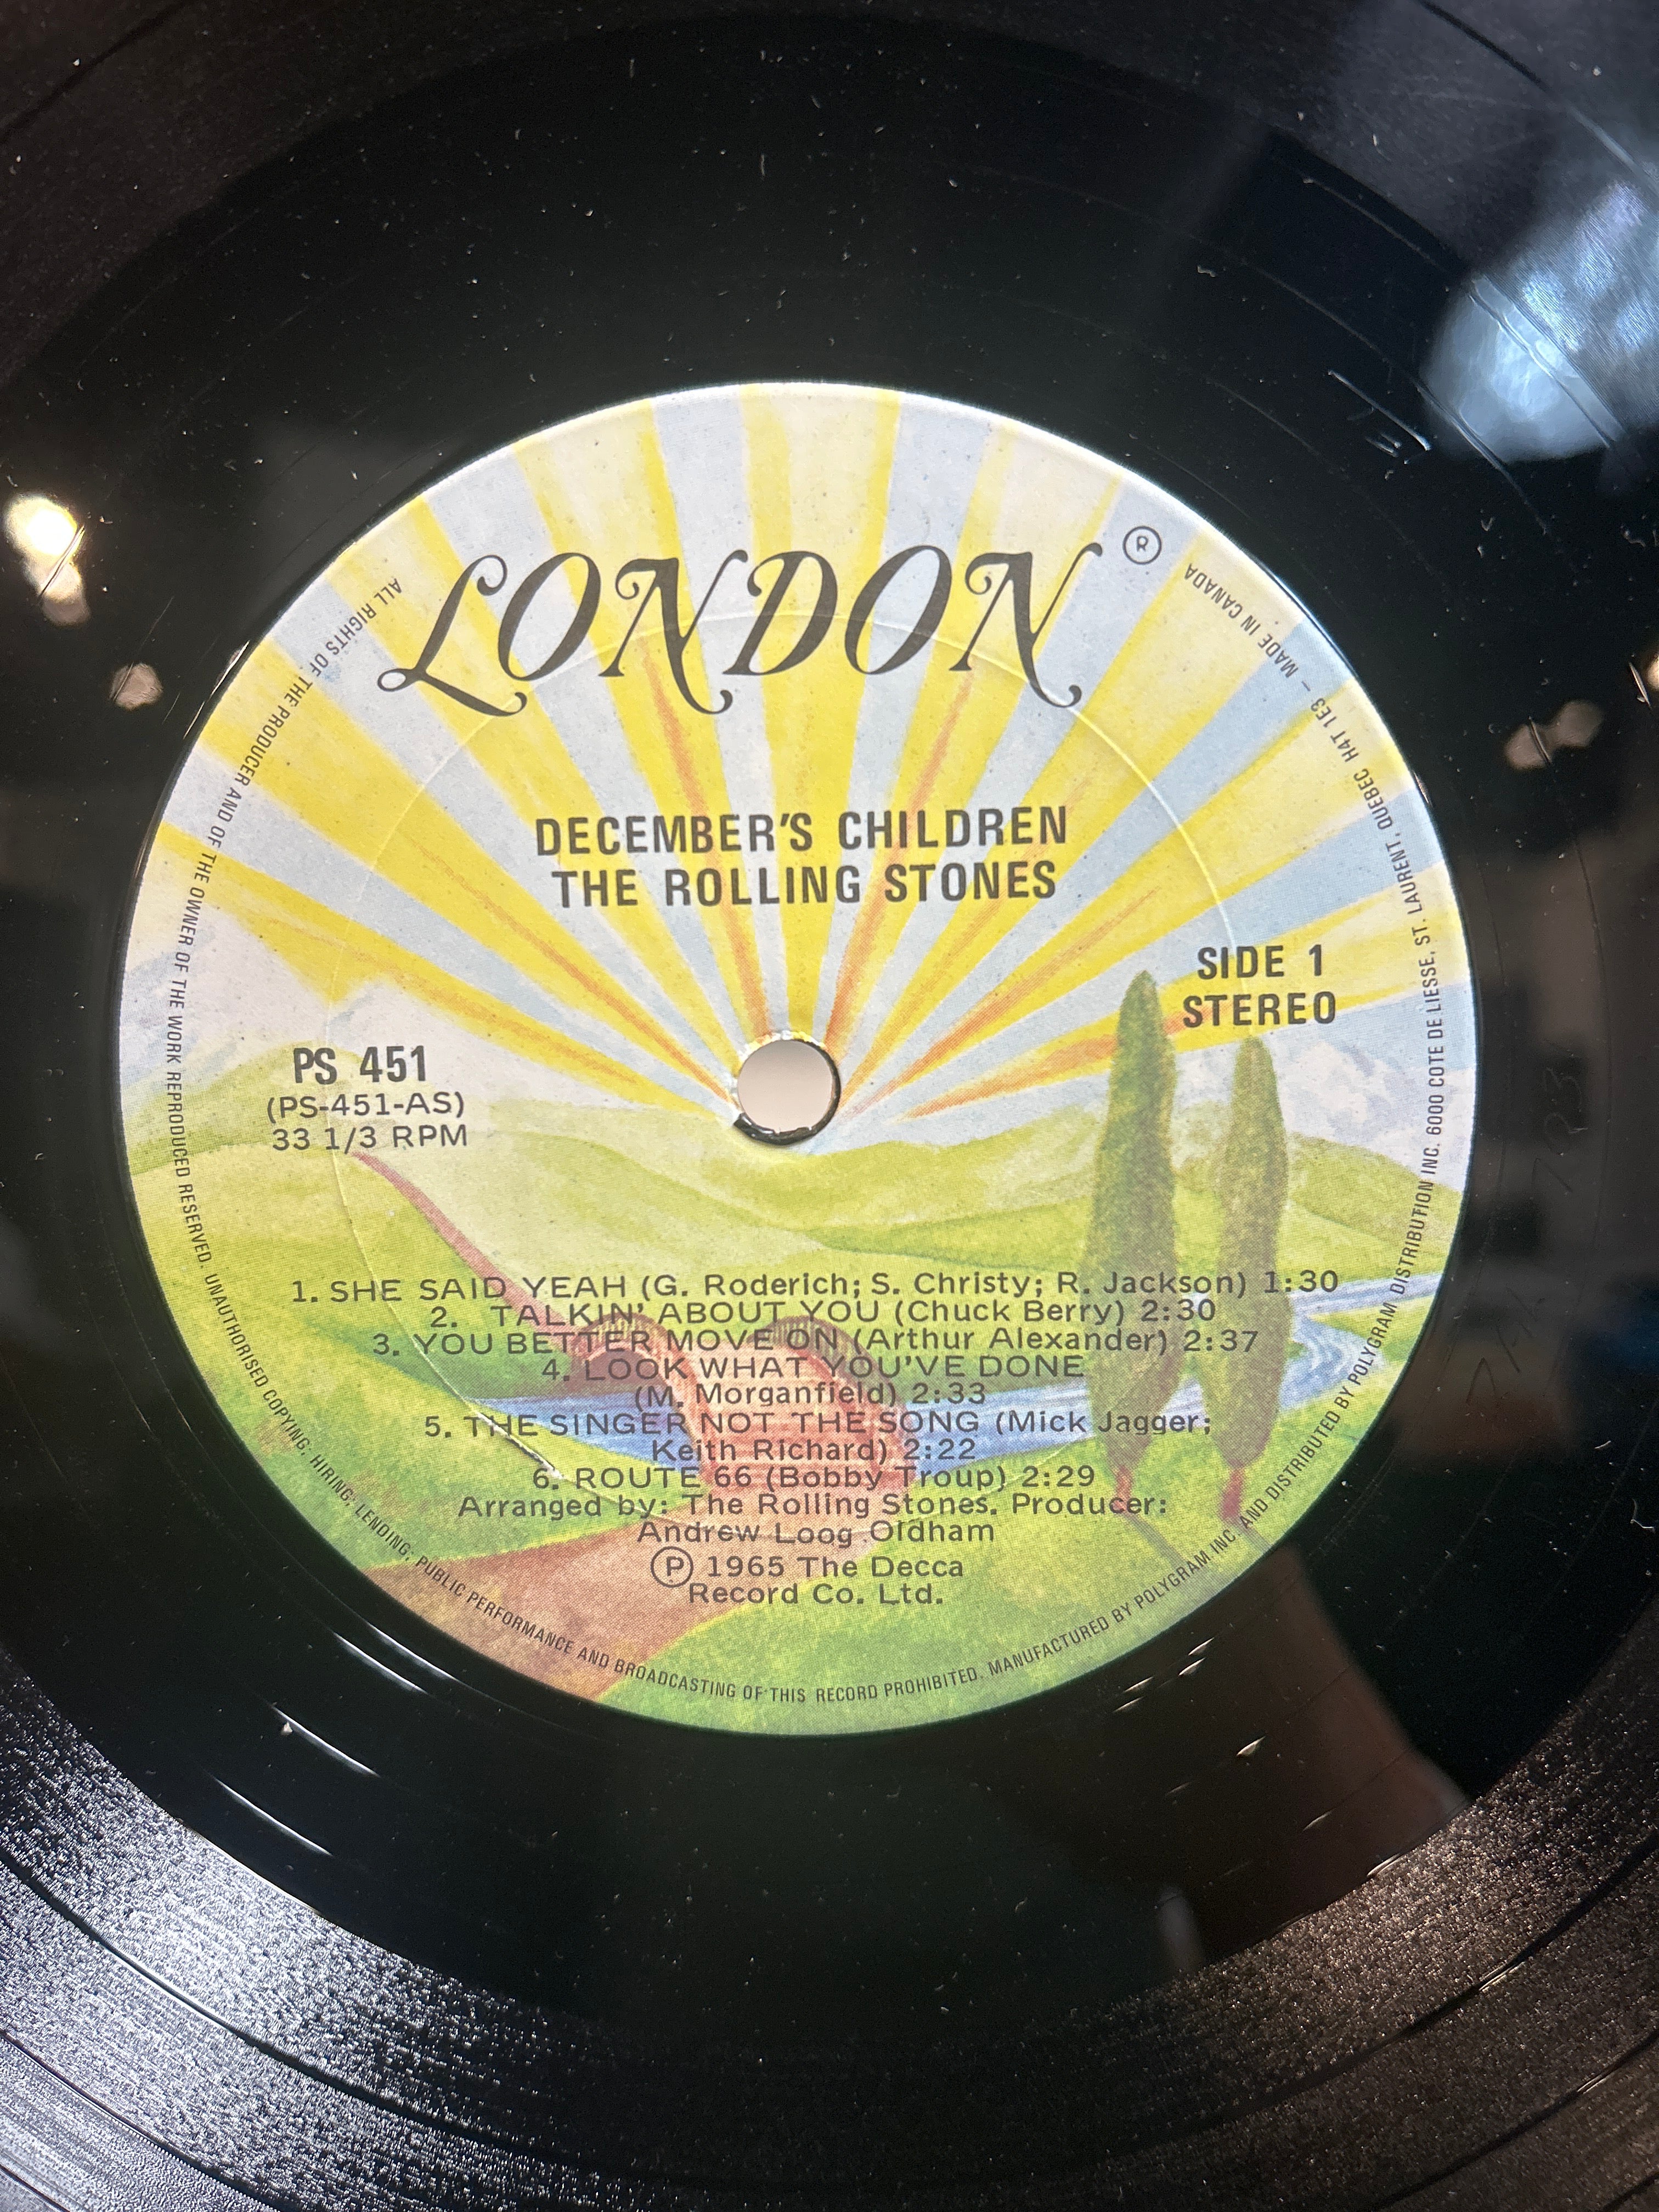 LONDON ®
DECEMBER'S CHILDREN
THE ROLLING STONES
SIDE 1
STEREO
PS 451
(PS-451-AS)
33 1/3 RPM
1. SHE SAID YEAH (G. Roderich; S. Christy; R. Jackson) 1:30
2. TALKIN' ABOUT YOU (Chuck Berry) 2:30
3. YOU BETTER MOVE ON (Arthur Alexander) 2:37
4. LOOK WHAT YOU'VE DONE
(M. Morganfield) 2:33
5. THE SINGER NOT THE SONG (Mick Jagger;
Keith Richard) 2:22
6. ROUTE 66 (Bobby Troup) 2:29
Arranged by: The Rolling Stones. Producer:
Andrew Loog Oldham
Ⓟ 1965 The Decca
Record Co. Ltd.
ALL RIGHTS OF THE PRODUCER AND OF THE OWNER OF THE WORK REPRODUCED RESERVED. UNAUTHORISED COPYING; HIRING; LENDING; PUBLIC PERFORMANCE AND BROADCASTING OF THIS RECORD PROHIBITED. MANUFACTURED BY POLYGRAM INC. AND DISTRIBUTED BY POLYGRAM DISTRIBUTION INC. 6000 COTE DE LIESSE, ST. LAURENT, QUEBEC H4T 1E3 – MADE IN CANADA